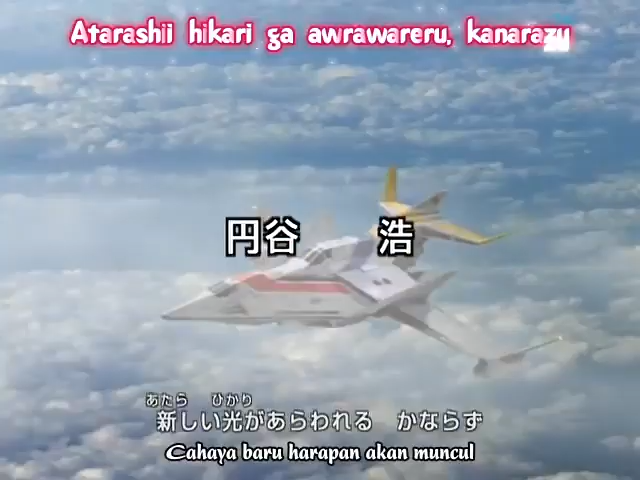 Atarashii hikari ga awrawareru, kanarazu
円谷 浩
あたら ひかり
新しい光があらわれる かならず
Cahaya baru harapan akan muncul